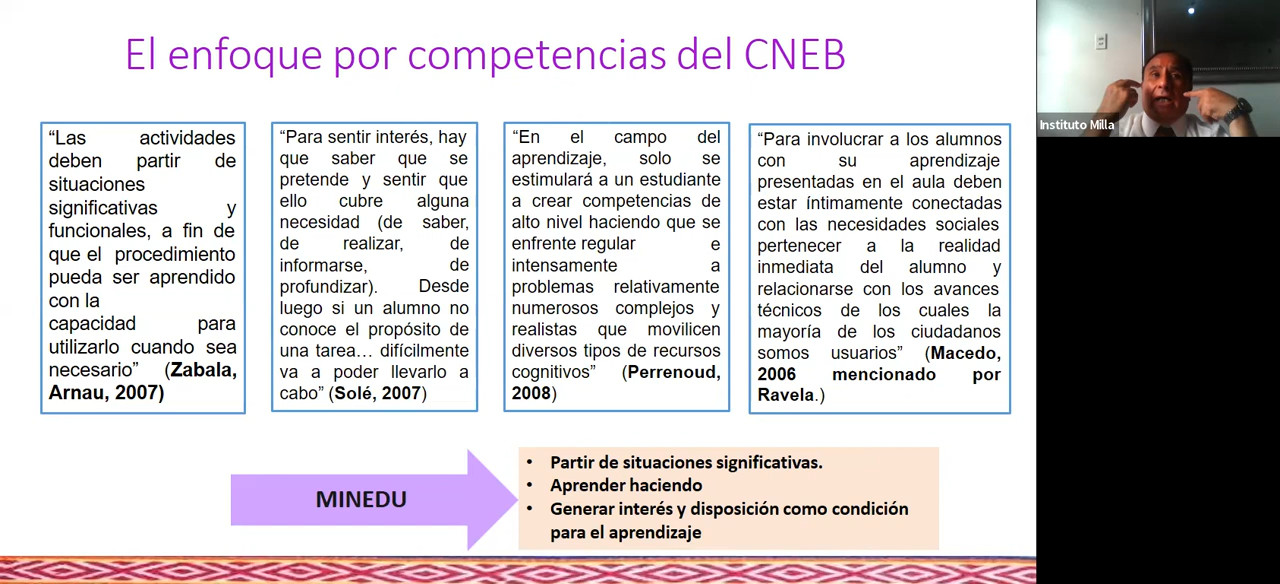 El enfoque por competencias del CNEB
Instituto Milla
“Las actividades
deben partir de
situaciones
significativas y
funcionales, a fin de
que el procedimiento
pueda ser aprendido
con la
capacidad para
utilizarlo cuando sea
necesario” (Zabala,
Arnau, 2007)
“Para sentir interés, hay
que saber que se
pretende y sentir que
ello cubre alguna
necesidad (de saber,
de realizar, de
informarse, de
profundizar). Desde
luego si un alumno no
conoce el propósito de
una tarea… difícilmente
va a poder llevarlo a
cabo” (Solé, 2007)
“En el campo del
aprendizaje, solo se
estimulará a un estudiante
a crear competencias de
alto nivel haciendo que se
enfrente regular e
intensamente a
problemas relativamente
numerosos complejos y
realistas que movilicen
diversos tipos de recursos
cognitivos” (Perrenoud,
2008)
“Para involucrar a los alumnos
con su aprendizaje
presentadas en el aula deben
estar íntimamente conectadas
con las necesidades sociales
pertenecer a la realidad
inmediata del alumno y
relacionarse con los avances
técnicos de los cuales la
mayoría de los ciudadanos
somos usuarios” (Macedo,
2006 mencionado por
Ravela.)
MINEDU
• Partir de situaciones significativas.
• Aprender haciendo
• Generar interés y disposición como condición
para el aprendizaje